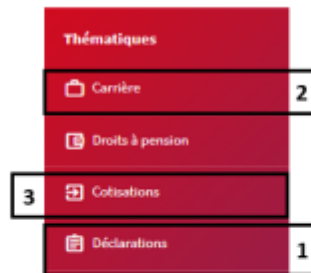 Thématiques
Carrière 2
Droits à pension
3 Cotisations
Déclarations 1